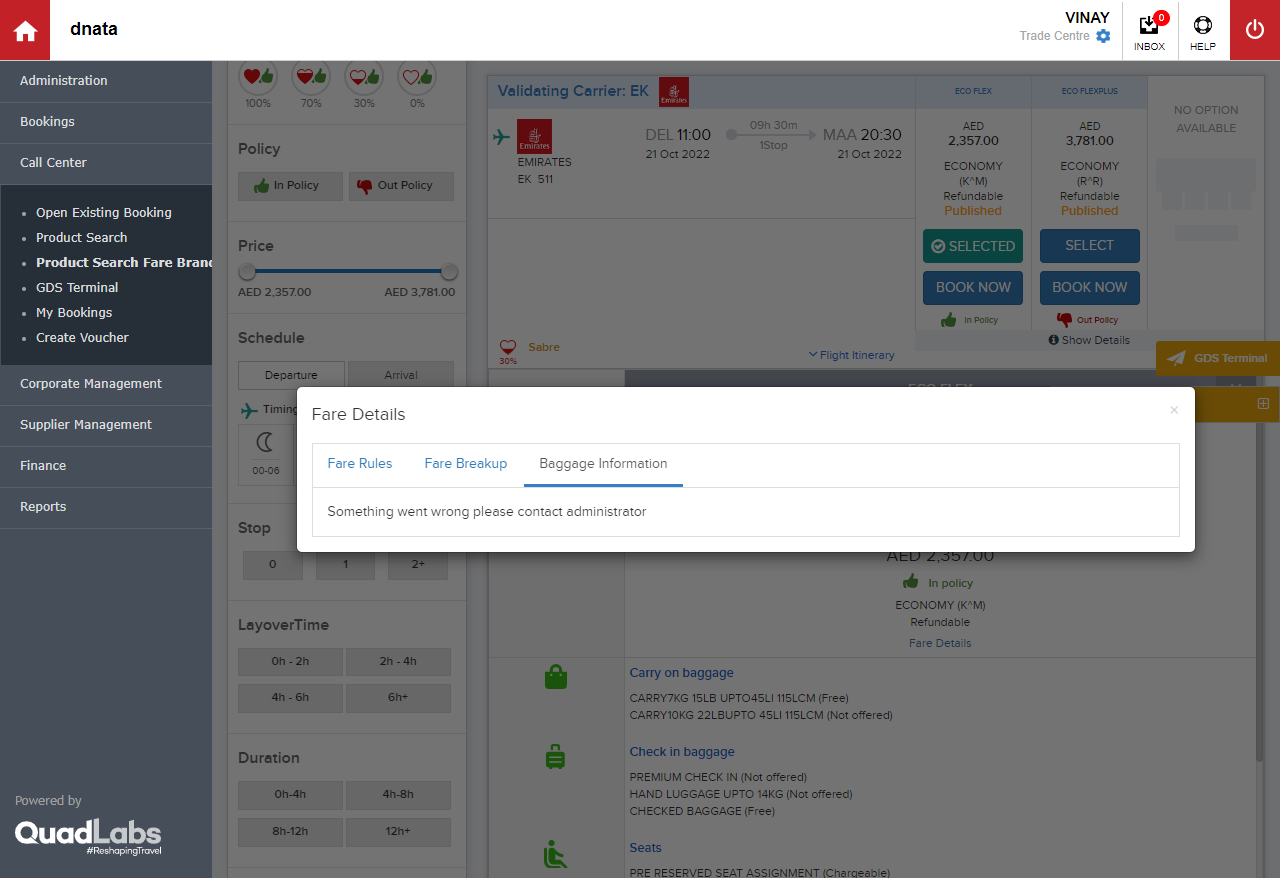 dnata
VINAY
Trade Centre
0
INBOX
HELP
Administration
Bookings
Call Center
Open Existing Booking
Product Search
Product Search Fare Bran
GDS Terminal
My Bookings
Create Voucher
Corporate Management
Supplier Management
Finance
Reports
Powered by
QuadLabs
#ReshapingTravel
100% 70% 30% 0%
Policy
In Policy Out Policy
Price
AED 2,357.00 AED 3,781.00
Schedule
Departure Arrival
Timing
00-06
Stop
0 1 2+
LayoverTime
0h - 2h 2h - 4h
4h - 6h 6h+
Duration
0h-4h 4h-8h
8h-12h 12h+
Validating Carrier: EK
Emirates
Emirates
EMIRATES
EK 511
DEL 11:00
21 Oct 2022
09h 30m
1Stop
MAA 20:30
21 Oct 2022
Sabre
30%
Flight Itinerary
ECO FLEX
AED
2,357.00
ECONOMY
(K^M)
Refundable
Published
SELECTED
BOOK NOW
In Policy
ECO FLEXPLUS
AED
3,781.00
ECONOMY
(R^R)
Refundable
Published
SELECT
BOOK NOW
Out Policy
Show Details
NO OPTION
AVAILABLE
GDS Terminal
ECO FLEX
Fare Details
×
Fare Rules Fare Breakup Baggage Information
Something went wrong please contact administrator
AED 2,357.00
In policy
ECONOMY (K^M)
Refundable
Fare Details
Carry on baggage
CARRY7KG 15LB UPTO45LI 115LCM (Free)
CARRY10KG 22LBUPTO 45LI 115LCM (Not offered)
Check in baggage
PREMIUM CHECK IN (Not offered)
HAND LUGGAGE UPTO 14KG (Not offered)
CHECKED BAGGAGE (Free)
Seats
PRE RESERVED SEAT ASSIGNMENT (Chargeable)